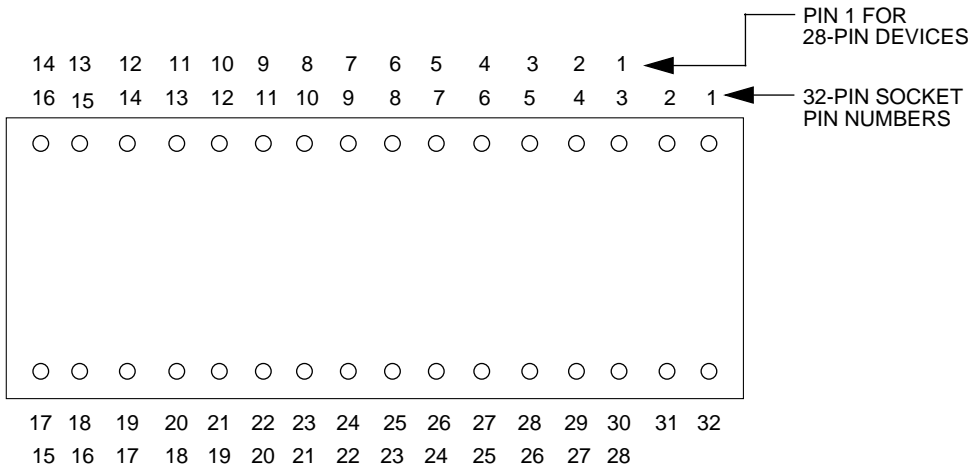 PIN 1 FOR
28-PIN DEVICES
14 13 12 11 10 9 8 7 6 5 4 3 2 1
16 15 14 13 12 11 10 9 8 7 6 5 4 3 2 1
32-PIN SOCKET
PIN NUMBERS
17 18 19 20 21 22 23 24 25 26 27 28 29 30 31 32
15 16 17 18 19 20 21 22 23 24 25 26 27 28